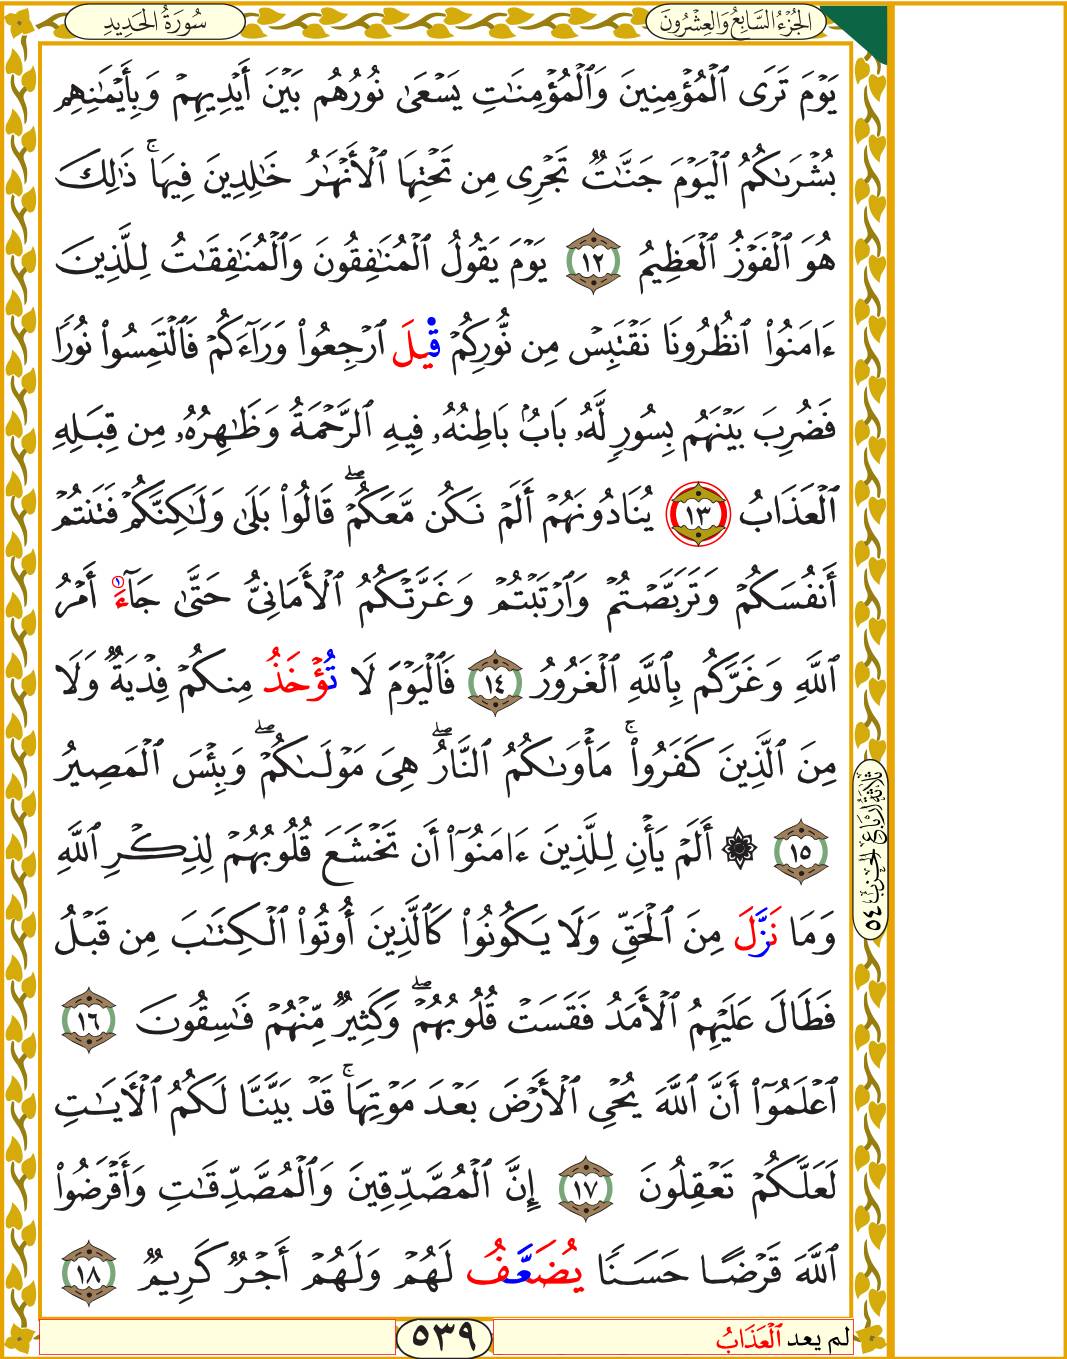 الجُزْءُ السَّابِعُ وَالعِشْرُونَ
سُورَةُ الحَدِيدِ
يَوْمَ تَرَى ٱلْمُؤْمِنِينَ وَٱلْمُؤْمِنَٰتِ يَسْعَىٰ نُورُهُم بَيْنَ أَيْدِيهِمْ وَبِأَيْمَٰنِهِم
بُشْرَىٰكُمُ ٱلْيَوْمَ جَنَّٰتٌ تَجْرِى مِن تَحْتِهَا ٱلْأَنْهَٰرُ خَٰلِدِينَ فِيهَا ۚ ذَٰلِكَ
هُوَ ٱلْفَوْزُ ٱلْعَظِيمُ ١٢ يَوْمَ يَقُولُ ٱلْمُنَٰفِقُونَ وَٱلْمُنَٰفِقَٰتُ لِلَّذِينَ
ءَامَنُوا۟ ٱنظُرُونَا نَقْتَبِسْ مِن نُّورِكُمْ قِيلَ ٱرْجِعُوا۟ وَرَآءَكُمْ فَٱلْتَمِسُوا۟ نُورًا
فَضُرِبَ بَيْنَهُم بِسُورٍ لَّهُۥ بَابٌۢ بَاطِنُهُۥ فِيهِ ٱلرَّحْمَةُ وَظَٰهِرُهُۥ مِن قِبَلِهِ
ٱلْعَذَابُ ١٣ يُنَادُونَهُمْ أَلَمْ نَكُن مَّعَكُمْ ۖ قَالُوا۟ بَلَىٰ وَلَٰكِنَّكُمْ فَتَنتُمْ
أَنفُسَكُمْ وَتَرَبَّصْتُمْ وَٱرْتَبْتُمْ وَغَرَّتْكُمُ ٱلْأَمَانِىُّ حَتَّىٰ جَآءَ ١ أَمْرُ
ٱللَّهِ وَغَرَّكُم بِٱللَّهِ ٱلْغَرُورُ ١٤ فَٱلْيَوْمَ لَا تُؤْخَذُ مِنكُمْ فِدْيَةٌ وَلَا
مِنَ ٱلَّذِينَ كَفَرُوا۟ ۚ مَأْوَىٰكُمُ ٱلنَّارُ ۖ هِىَ مَوْلَىٰكُمْ ۖ وَبِئْسَ ٱلْمَصِيرُ
١٥ ۞ أَلَمْ يَأْنِ لِلَّذِينَ ءَامَنُوٓا۟ أَن تَخْشَعَ قُلُوبُهُمْ لِذِكْرِ ٱللَّهِ
وَمَا نَزَّلَ مِنَ ٱلْحَقِّ وَلَا يَكُونُوا۟ كَٱلَّذِينَ أُوتُوا۟ ٱلْكِتَٰبَ مِن قَبْلُ
فَطَالَ عَلَيْهِمُ ٱلْأَمَدُ فَقَسَتْ قُلُوبُهُمْ ۖ وَكَثِيرٌ مِّنْهُمْ فَٰسِقُونَ ١٦
ٱعْلَمُوٓا۟ أَنَّ ٱللَّهَ يُحْىِ ٱلْأَرْضَ بَعْدَ مَوْتِهَا ۚ قَدْ بَيَّنَّا لَكُمُ ٱلْءَايَٰتِ
لَعَلَّكُمْ تَعْقِلُونَ ١٧ إِنَّ ٱلْمُصَّدِّقِينَ وَٱلْمُصَّدِّقَٰتِ وَأَقْرَضُوا۟
ٱللَّهَ قَرْضًا حَسَنًا يُضَعَّفُ لَهُمْ وَلَهُمْ أَجْرٌ كَرِيمٌ ١٨
ثلاثة أرباع الحزب ٥٤
لم يعد ٱلْعَذَابُ
٥٣٩